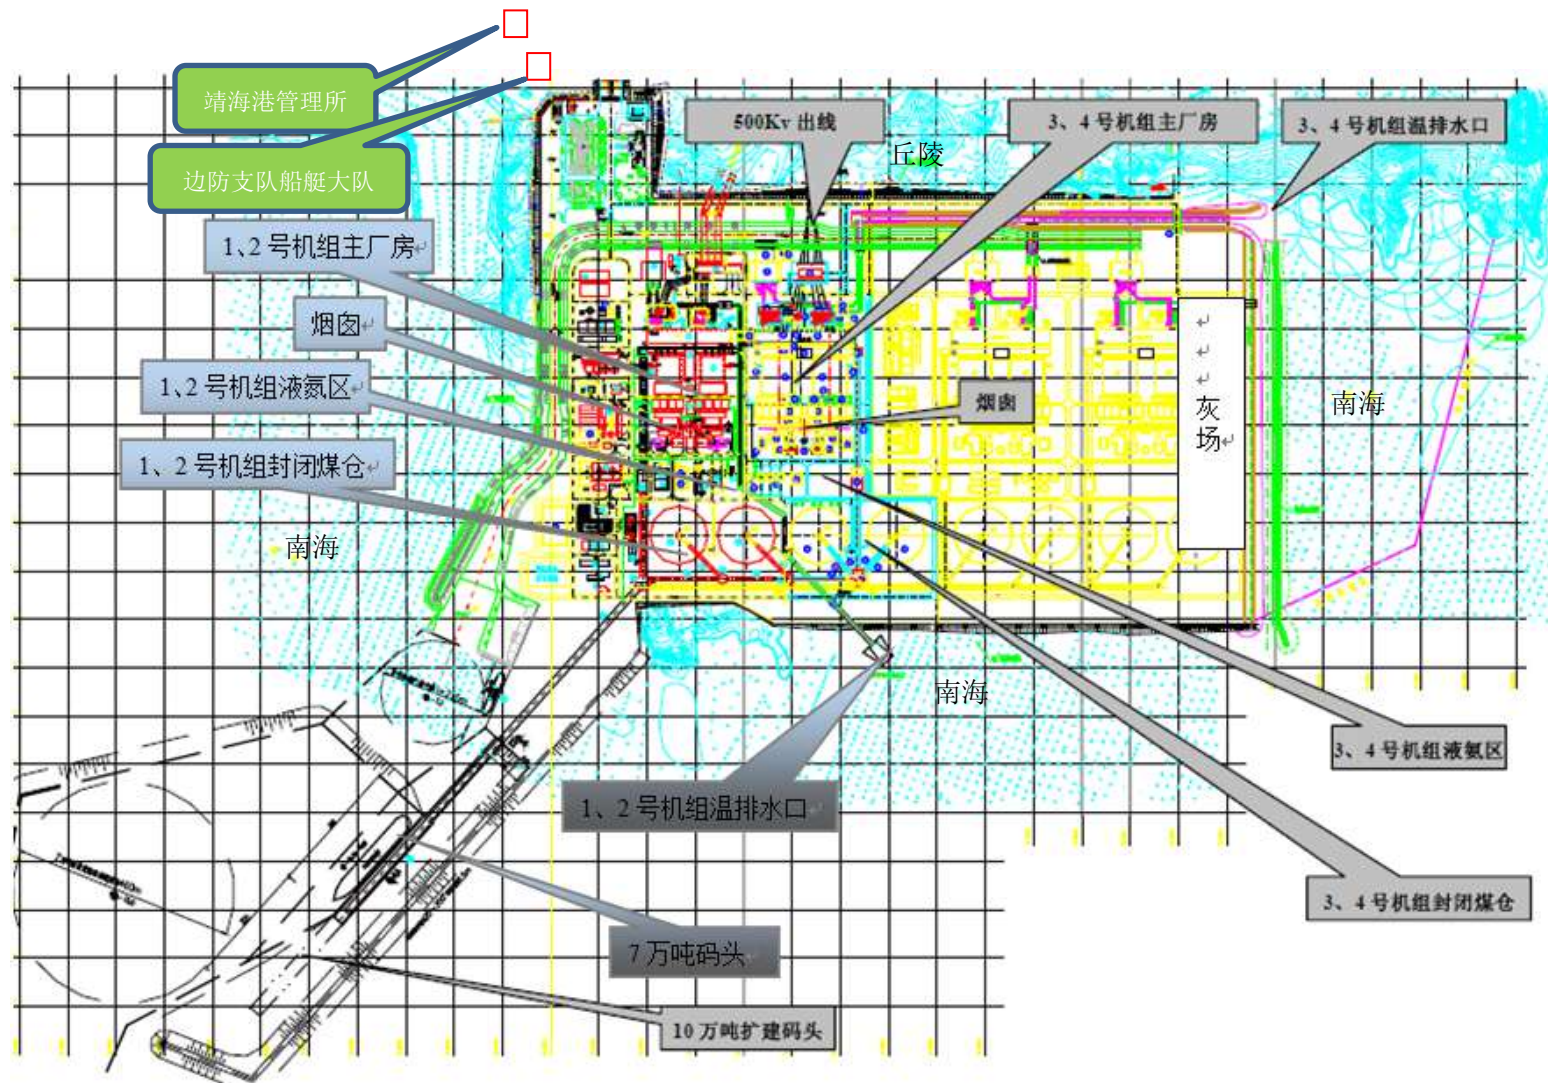 靖海港管理所
边防支队船艇大队
500Kv 出线
3、4 号机组主厂房
3、4 号机组温排水口
丘陵
1、2 号机组主厂房
烟囱
1、2 号机组液氨区
1、2 号机组封闭煤仓
烟囱
灰
场
南海
南海
南海
3、4 号机组液氨区
1、2 号机组温排水口
3、4 号机组封闭煤仓
7 万吨码头
10 万吨扩建码头